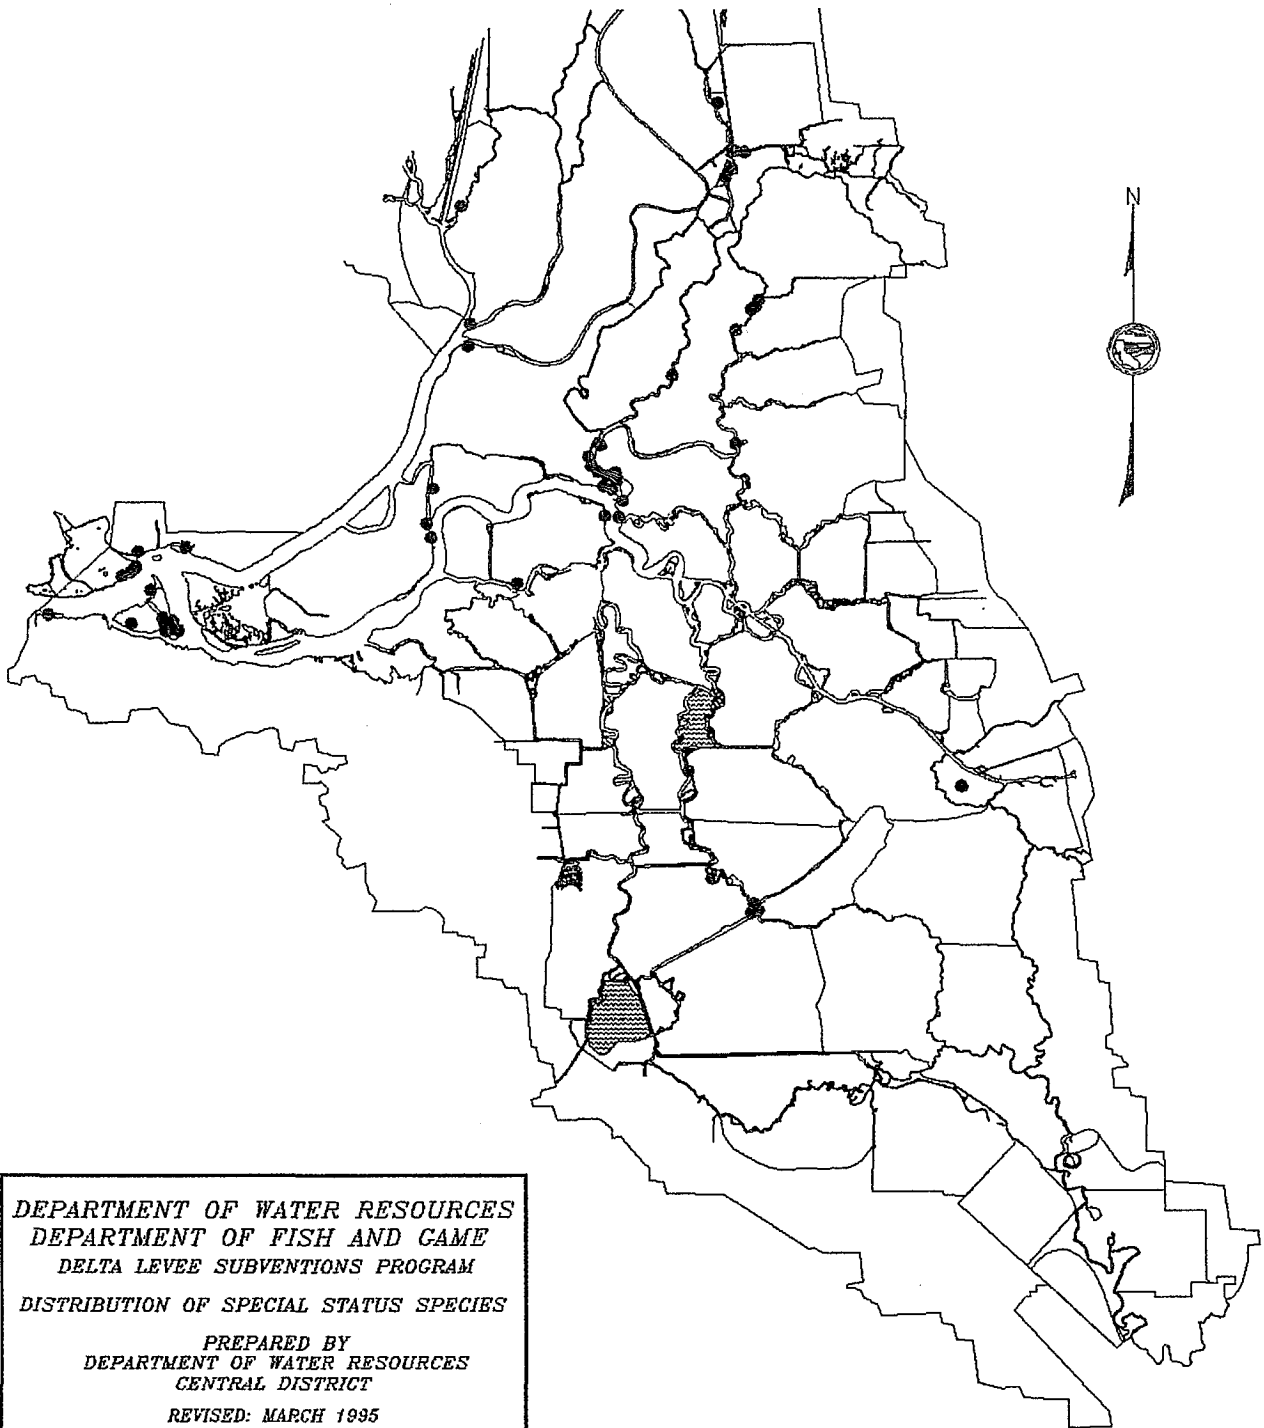 N
DEPARTMENT OF WATER RESOURCES
DEPARTMENT OF FISH AND GAME
DELTA LEVEE SUBVENTIONS PROGRAM
DISTRIBUTION OF SPECIAL STATUS SPECIES
PREPARED BY
DEPARTMENT OF WATER RESOURCES
CENTRAL DISTRICT
REVISED: MARCH 1995